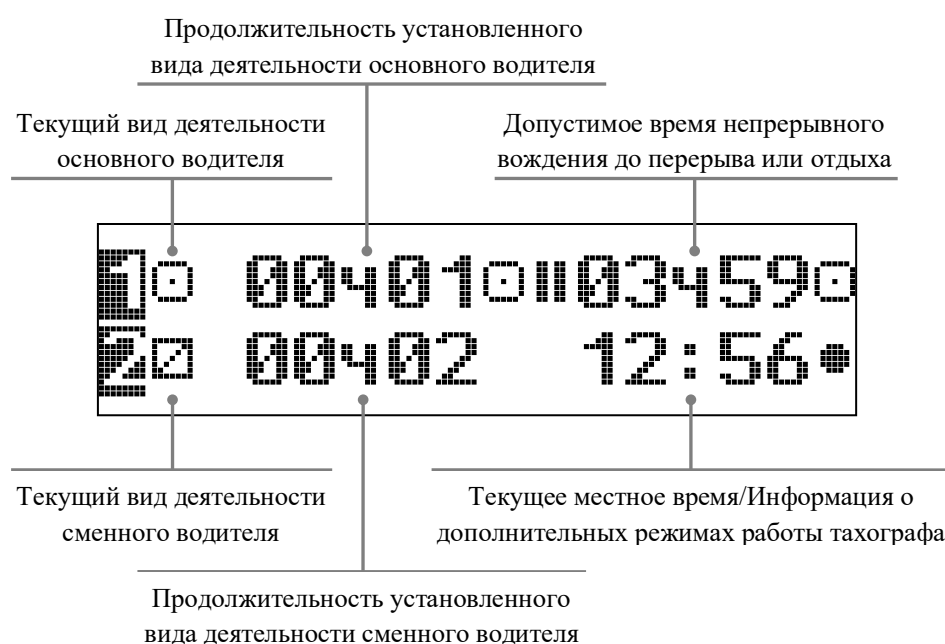 Продолжительность установленного
вида деятельности основного водителя
Текущий вид деятельности
основного водителя
Допустимое время непрерывного
вождения до перерыва или отдыха
1 00ч01 03ч59
2 00ч02 12:56
Текущий вид деятельности
сменного водителя
Текущее местное время/Информация о
дополнительных режимах работы тахографа
Продолжительность установленного
вида деятельности сменного водителя